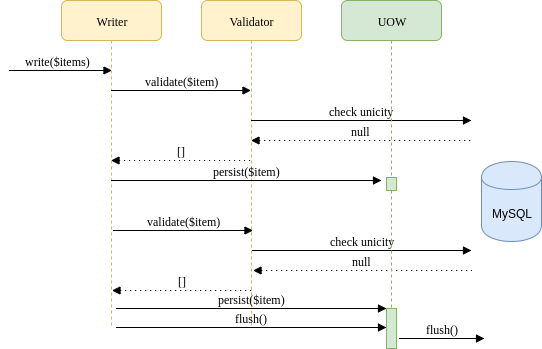 Writer
Validator
UOW
write($items)
validate($item)
check unicity
null
[]
persist($item)
MySQL
validate($item)
check unicity
null
[]
persist($item)
flush()
flush()